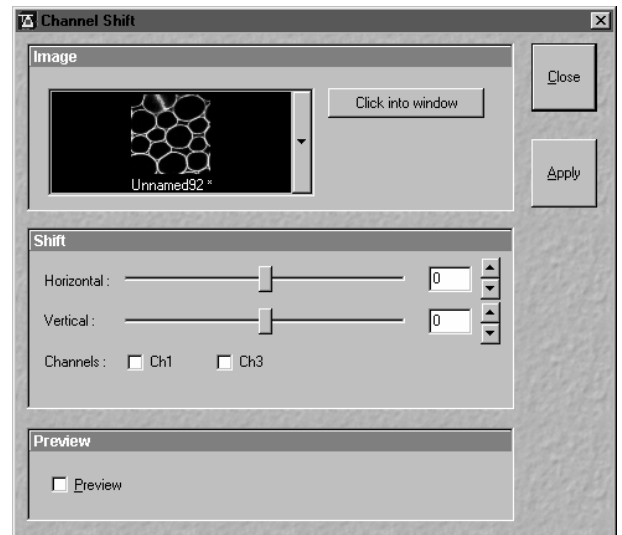 Channel Shift
Image
Close
Click into window
Unnamed92 *
Apply
Shift
Horizontal : 0
Vertical : 0
Channels : Ch1 Ch3
Preview
Preview